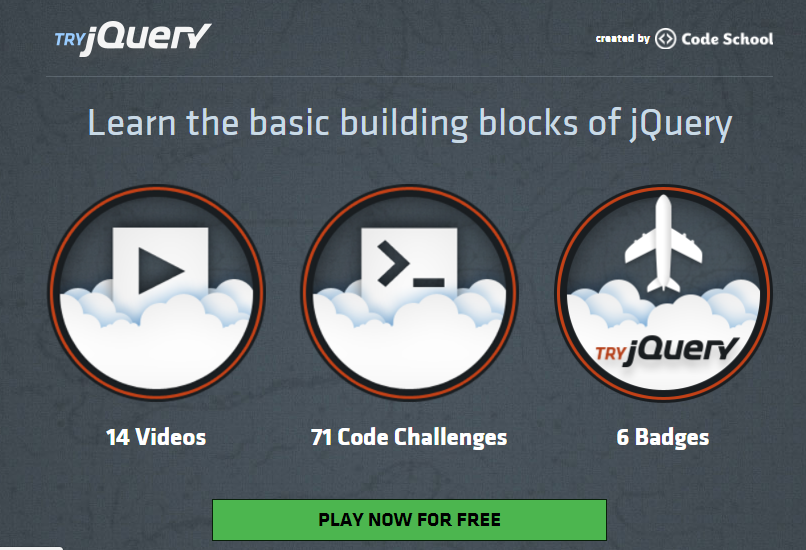 TRY jQuery
created by Code School
Learn the basic building blocks of jQuery
TRY jQuery
14 Videos
71 Code Challenges
6 Badges
PLAY NOW FOR FREE